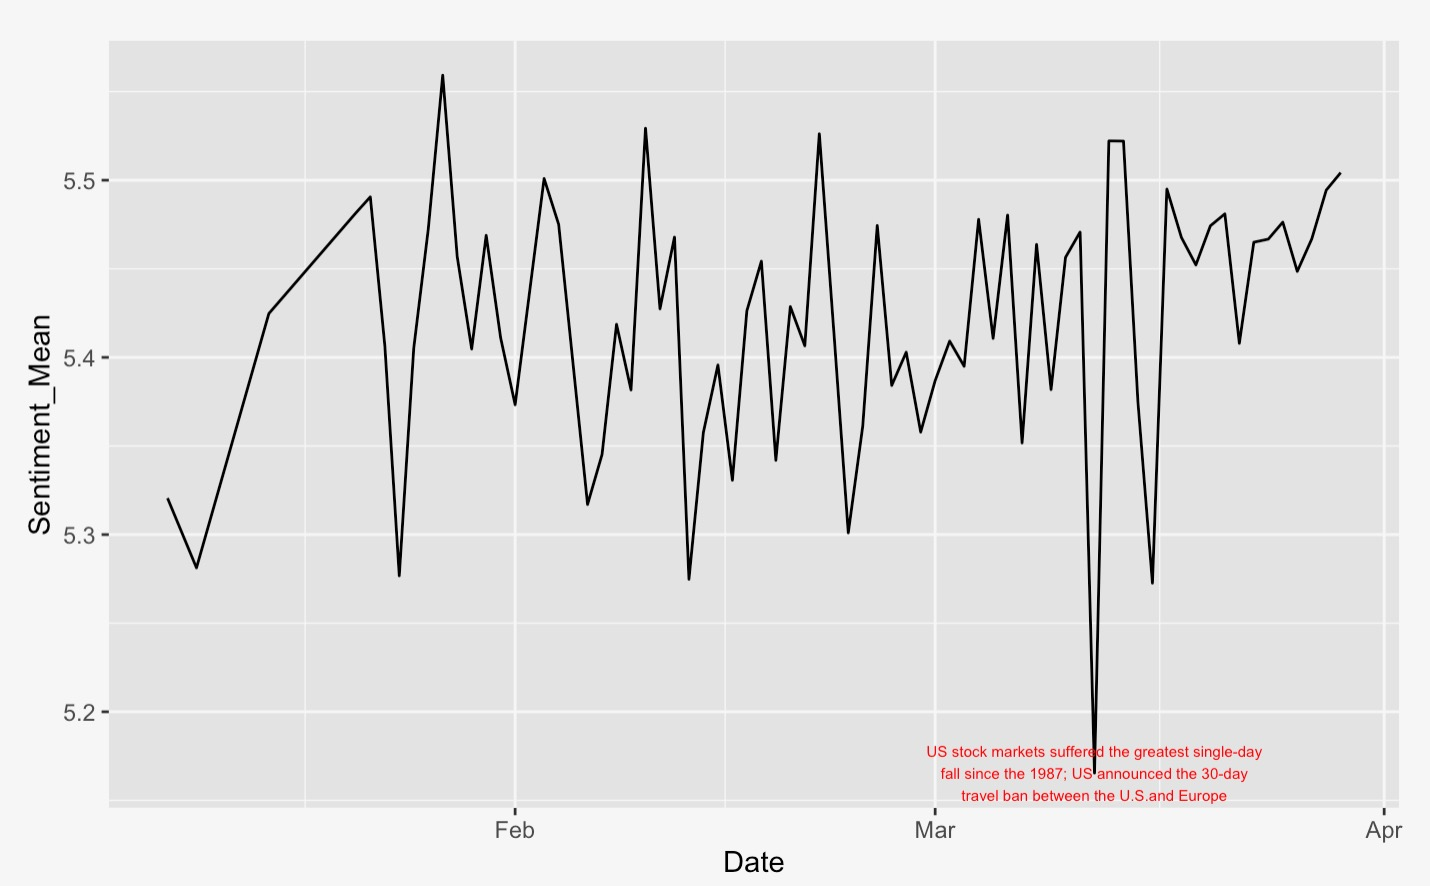 5.5
5.4
5.3
5.2
Sentiment_Mean
US stock markets suffered the greatest single-day
fall since the 1987; US announced the 30-day
travel ban between the U.S.and Europe
Feb
Mar
Apr
Date